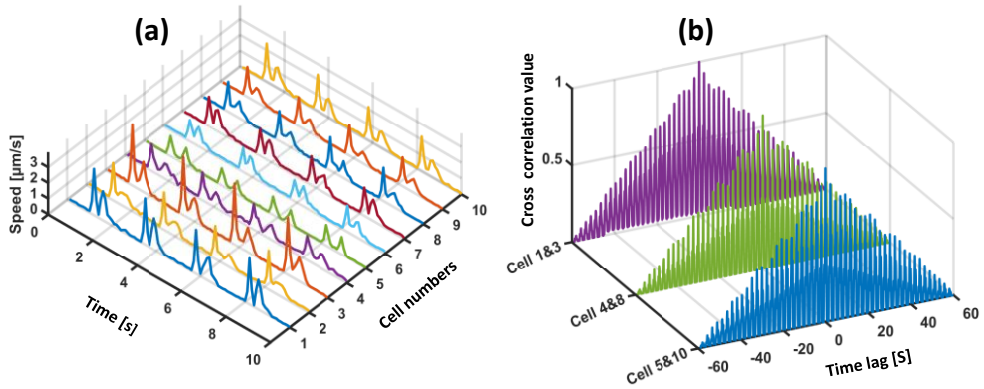 (a)
Speed [µm/s]
3
2
1
0
0
2
4
6
8
10
Time [s]
1
2
3
4
5
6
7
8
9
10
Cell numbers
(b)
Cross correlation value
1
0.5
Cell 1&3
Cell 4&8
Cell 5&10
-60
-40
-20
0
20
40
60
Time lag [S]